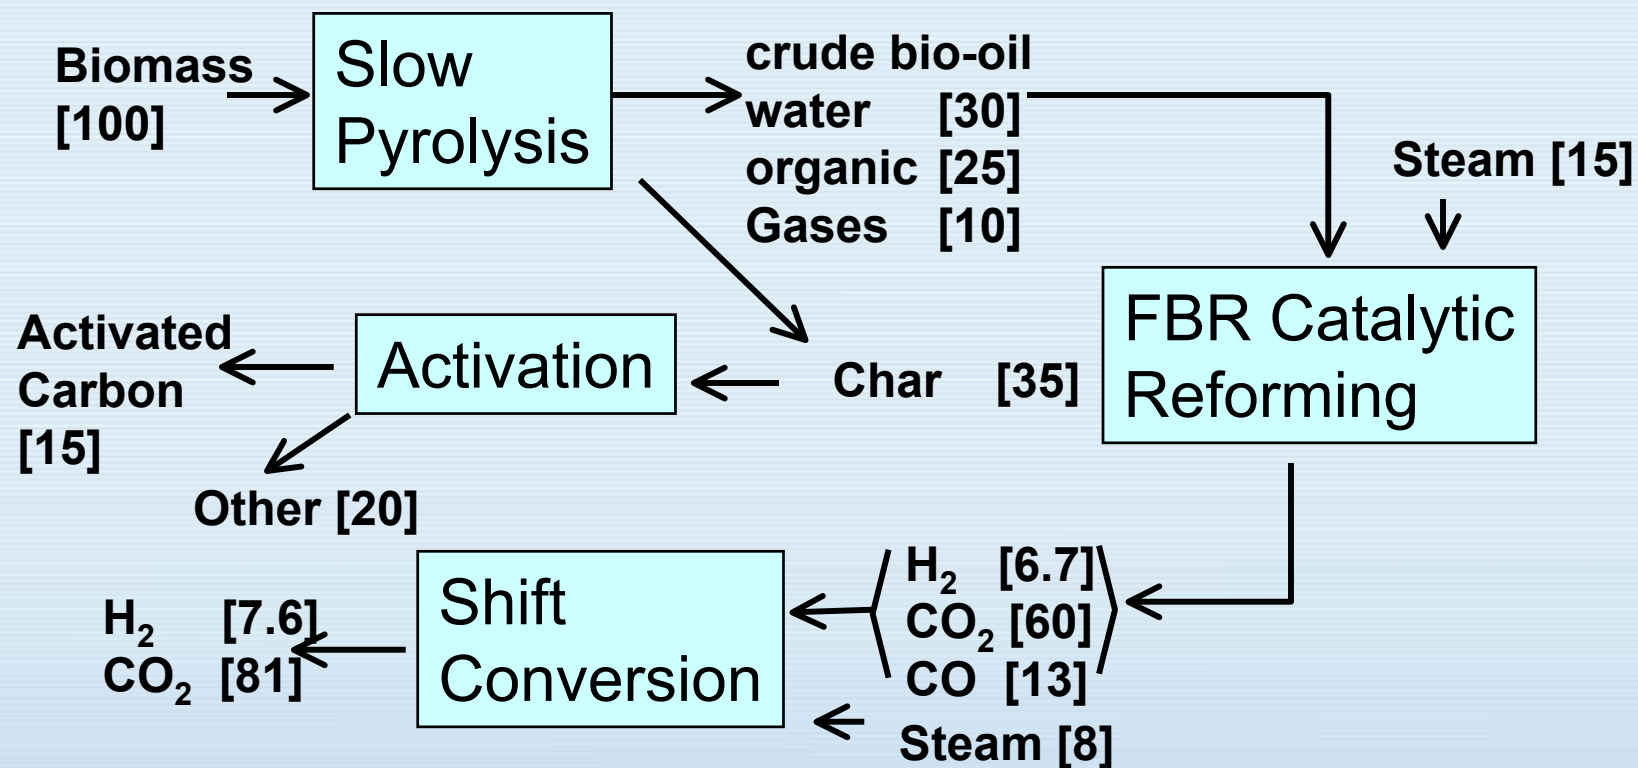 Biomass
[100]
Slow
Pyrolysis
crude bio-oil
water [30]
organic [25]
Gases [10]
Steam [15]
FBR Catalytic
Reforming
Char [35]
Activation
Activated
Carbon
[15]
Other [20]
H₂ [6.7]
CO₂ [60]
CO [13]
Steam [8]
Shift
Conversion
H₂ [7.6]
CO₂ [81]